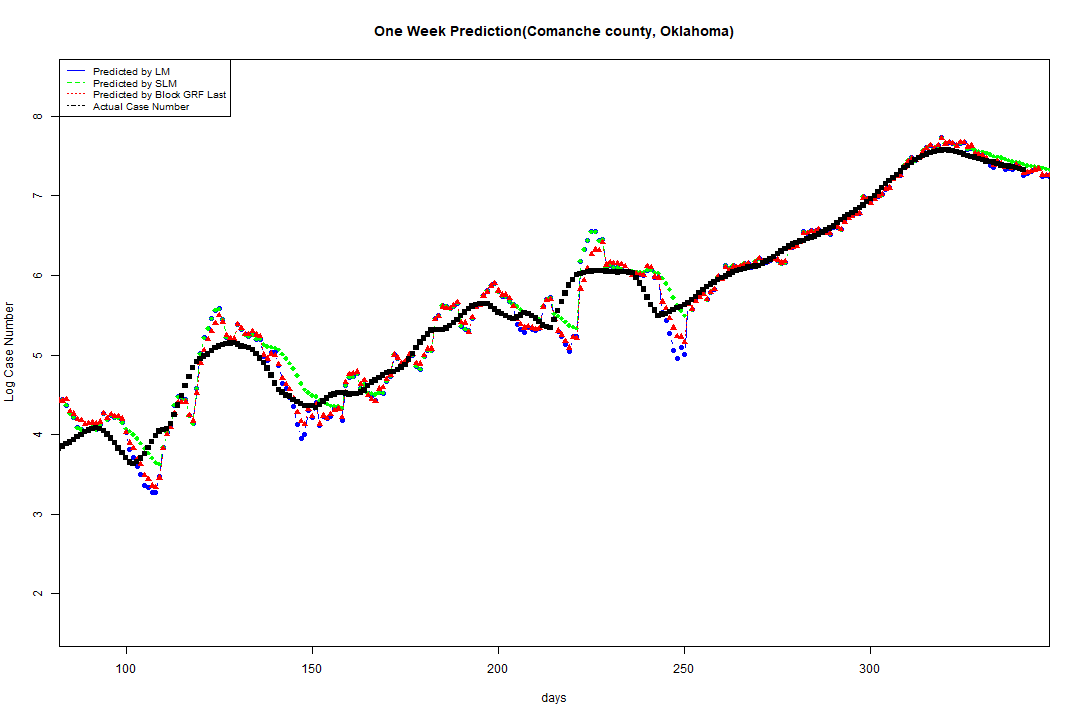 One Week Prediction(Comanche county, Oklahoma)
Predicted by LM
Predicted by SLM
Predicted by Block GRF Last
Actual Case Number
Log Case Number
8
7
6
5
4
3
2
100 150 200 250 300
days